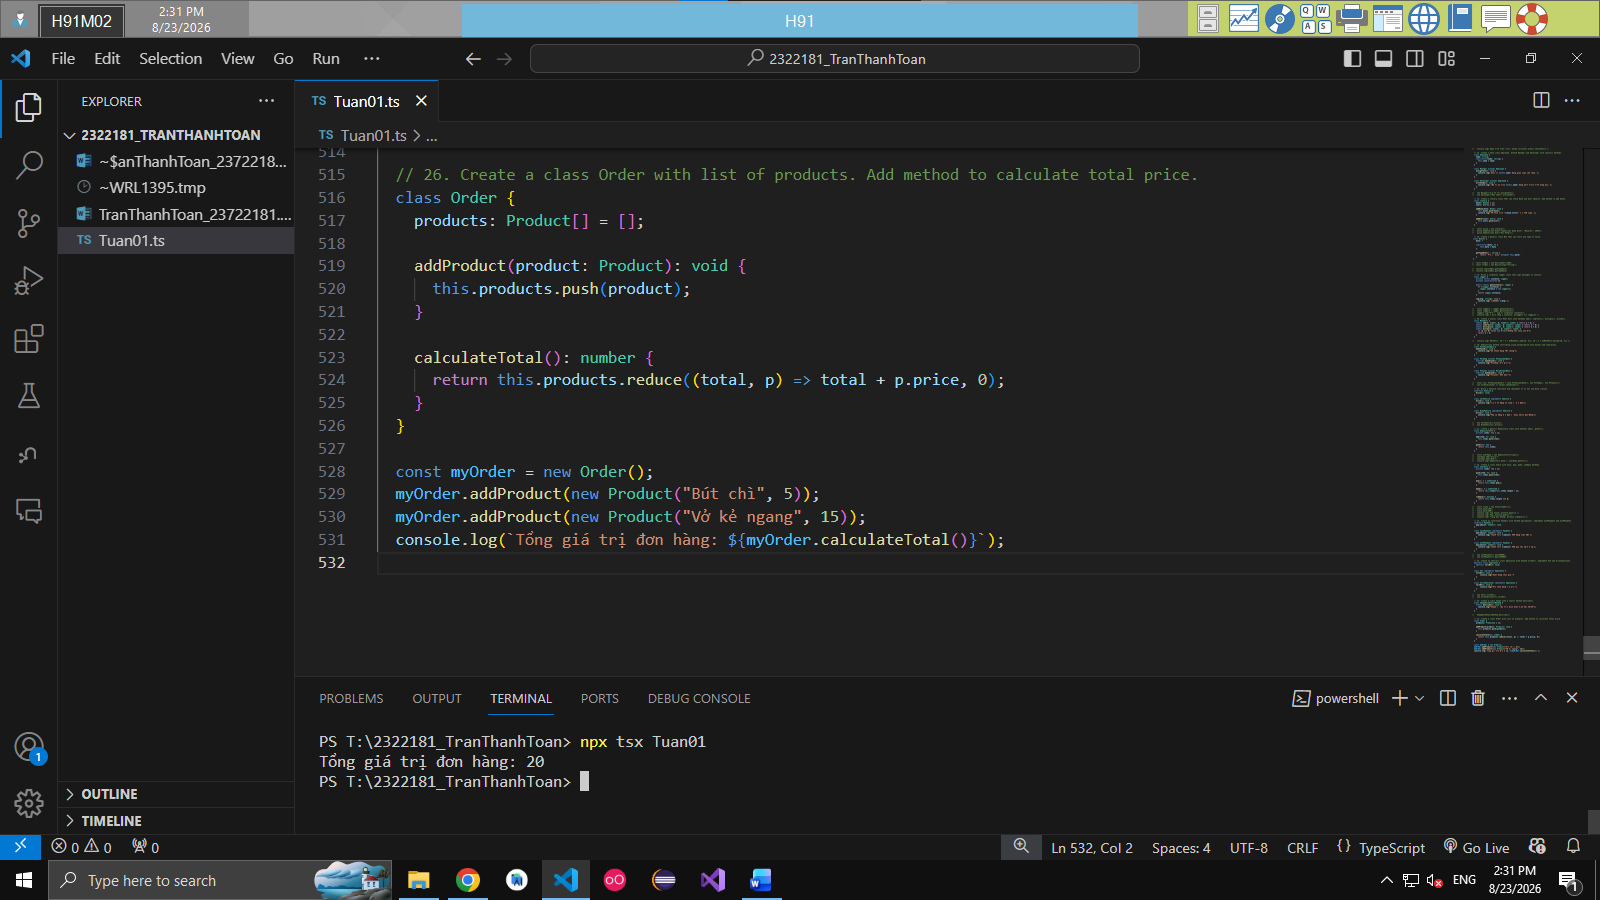 H91M02
2:31 PM
8/23/2026
H91
Q W
A S
File Edit Selection View Go Run ...
2322181_TranThanhToan
EXPLORER
2322181_TRANTHANHTOAN
~$anThanhToan_2372218...
~WRL1395.tmp
TranThanhToan_23722181....
TS Tuan01.ts
OUTLINE
TIMELINE
TS Tuan01.ts
TS Tuan01.ts > ...
514
515 // 26. Create a class Order with list of products. Add method to calculate total price.
516 class Order {
517 products: Product[] = [];
518
519 addProduct(product: Product): void {
520 this.products.push(product);
521 }
522
523 calculateTotal(): number {
524 return this.products.reduce((total, p) => total + p.price, 0);
525 }
526 }
527
528 const myOrder = new Order();
529 myOrder.addProduct(new Product("Bút chì", 5));
530 myOrder.addProduct(new Product("Vở kẻ ngang", 15));
531 console.log(`Tổng giá trị đơn hàng: ${myOrder.calculateTotal()}`);
532
PROBLEMS OUTPUT TERMINAL PORTS DEBUG CONSOLE
powershell
PS T:\2322181_TranThanhToan> npx tsx Tuan01
Tổng giá trị đơn hàng: 20
PS T:\2322181_TranThanhToan>
1
0 0 0
Ln 532, Col 2 Spaces: 4 UTF-8 CRLF {} TypeScript Go Live
Type here to search
ENG
2:31 PM
8/23/2026
1